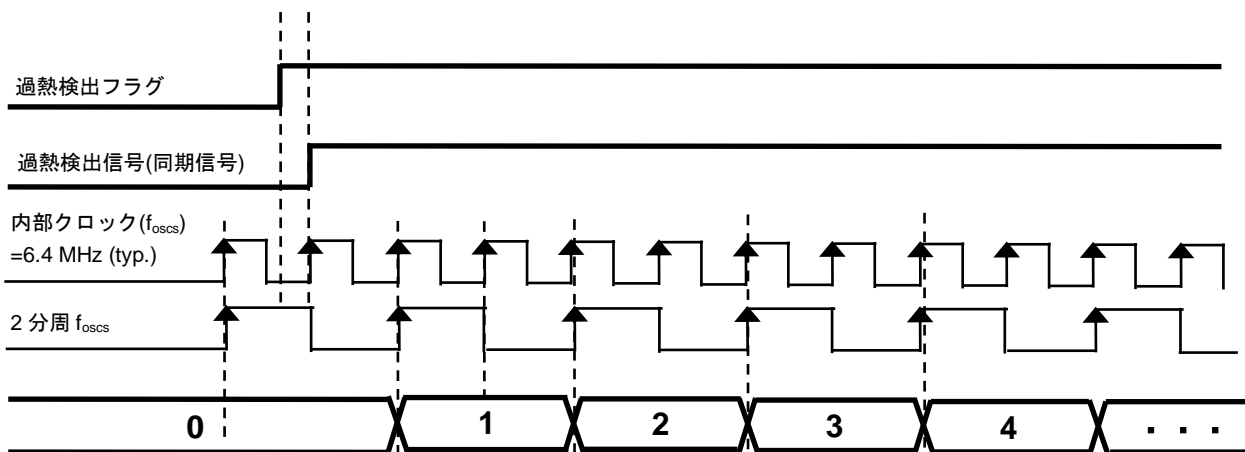 過熱検出フラグ
過熱検出信号(同期信号)
内部クロック(foscs)
=6.4 MHz (typ.)
2 分周 foscs
0 1 2 3 4 ・・・